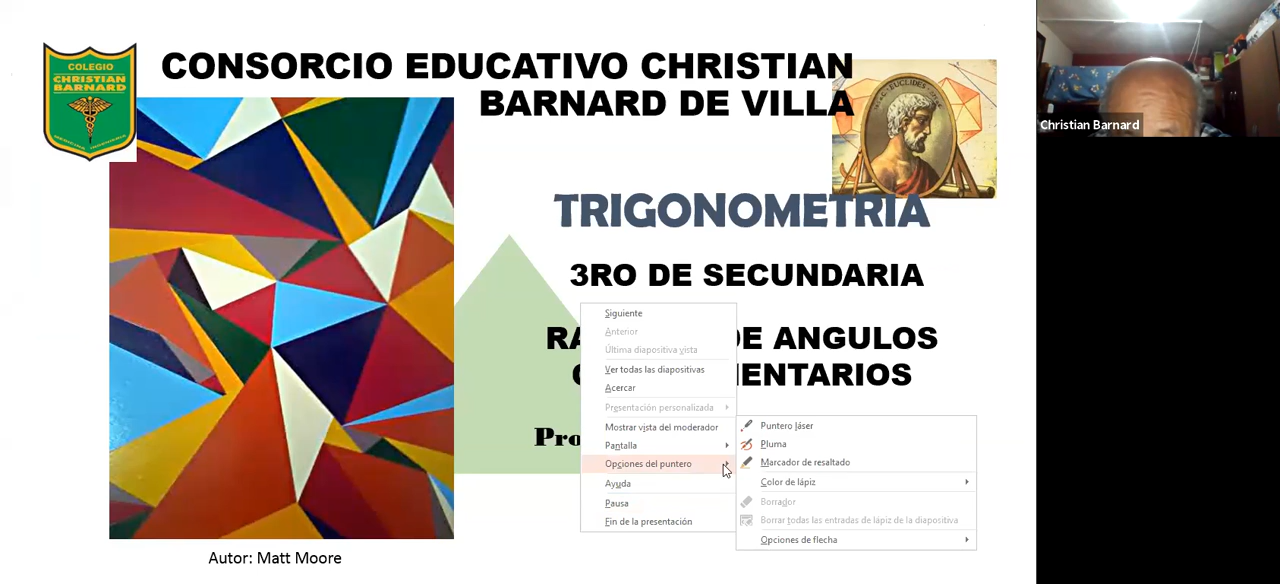 COLEGIO
CHRISTIAN
BARNARD
CONSORCIO EDUCATIVO CHRISTIAN
BARNARD DE VILLA
EUCLIDES
TRIGONOMETRIA
3RO DE SECUNDARIA
RA DE ANGULOS
C MENTARIOS
Pro
Autor: Matt Moore
Siguiente
Anterior
Última diapositiva vista
Ver todas las diapositivas
Acercar
Presentación personalizada
Mostrar vista del moderador
Pantalla
Opciones del puntero
Ayuda
Pausa
Fin de la presentación
Puntero láser
Pluma
Marcador de resaltado
Color de lápiz
Borrador
Borrar todas las entradas de lápiz de la diapositiva
Opciones de flecha
Christian Barnard